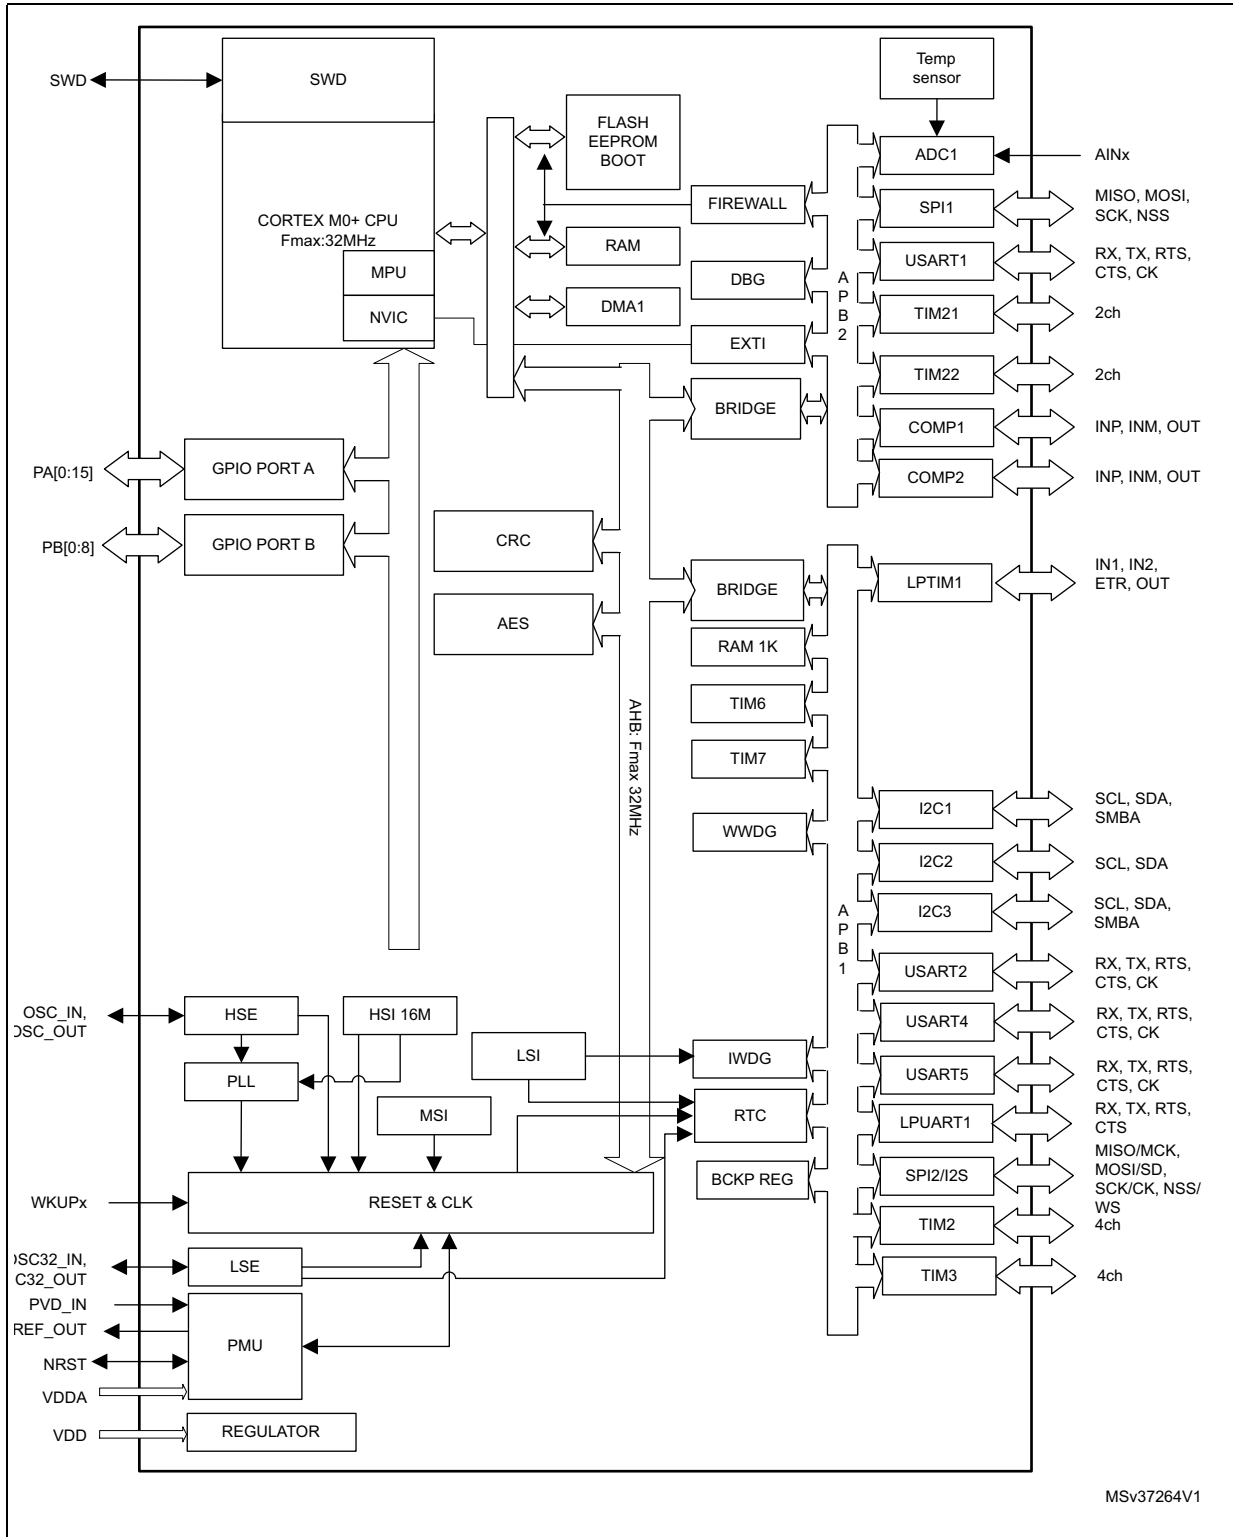 SWD
SWD
Temp
sensor
FLASH
EEPROM
BOOT
ADC1
AINx
CORTEX M0+ CPU
Fmax:32MHz
FIREWALL
SPI1
MISO, MOSI,
SCK, NSS
RAM
USART1
RX, TX, RTS,
CTS, CK
MPU
DBG
A
P
B
2
NVIC
DMA1
TIM21
2ch
EXTI
TIM22
2ch
BRIDGE
COMP1
INP, INM, OUT
PA[0:15]
GPIO PORT A
COMP2
INP, INM, OUT
PB[0:8]
GPIO PORT B
CRC
BRIDGE
LPTIM1
IN1, IN2,
ETR, OUT
AES
RAM 1K
TIM6
AHB: Fmax 32MHz
TIM7
WWDG
I2C1
SCL, SDA,
SMBA
I2C2
SCL, SDA
A
P
B
1
I2C3
SCL, SDA,
SMBA
USART2
RX, TX, RTS,
CTS, CK
OSC_IN,
OSC_OUT
HSE
HSI 16M
USART4
RX, TX, RTS,
CTS, CK
LSI
IWDG
PLL
USART5
RX, TX, RTS,
CTS, CK
MSI
RTC
LPUART1
RX, TX, RTS,
CTS
BCKP REG
SPI2/I2S
MISO/MCK,
MOSI/SD,
SCK/CK, NSS/
WS
WKUPx
RESET & CLK
TIM2
4ch
OSC32_IN,
C32_OUT
LSE
TIM3
4ch
PVD_IN
REF_OUT
PMU
NRST
VDDA
VDD
REGULATOR
MSv37264V1